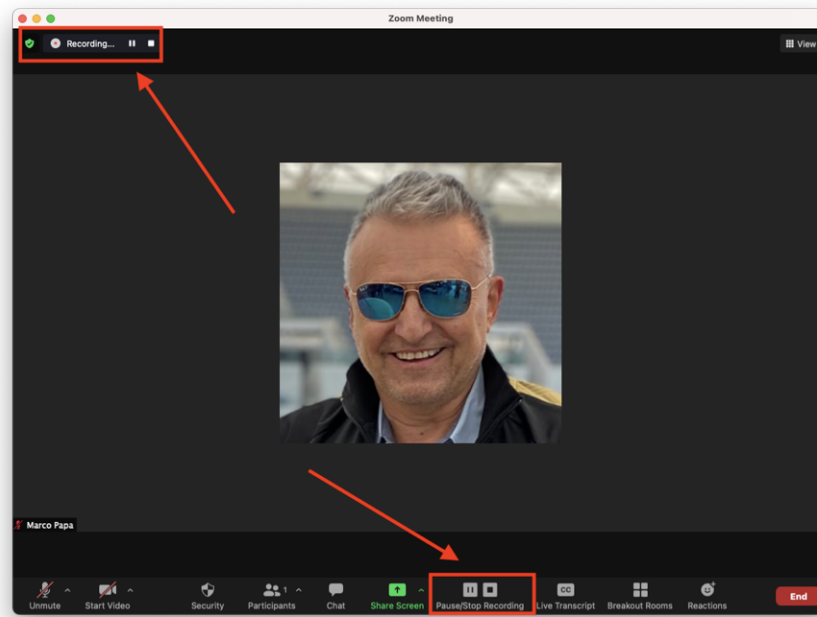 Zoom Meeting
Recording...
View
Marco Papa
Unmute
Start Video
Security
1
Participants
Chat
Share Screen
Pause/Stop Recording
CC
Live Transcript
Breakout Rooms
Reactions
End